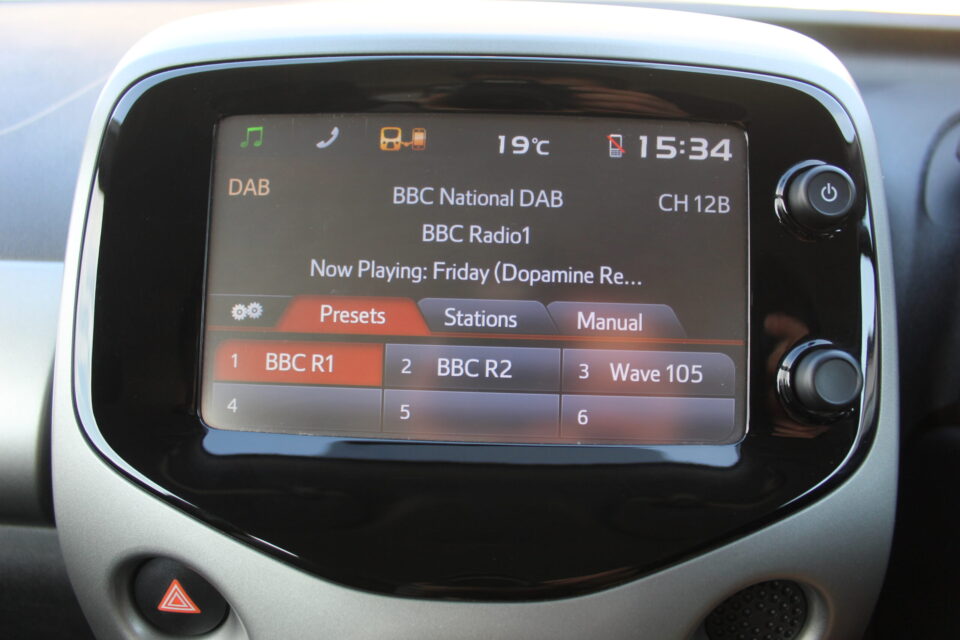 19°C 15:34
DAB BBC National DAB CH 12B
BBC Radio1
Now Playing: Friday (Dopamine Re...
Presets Stations Manual
1 BBC R1 2 BBC R2 3 Wave 105
4 5 6